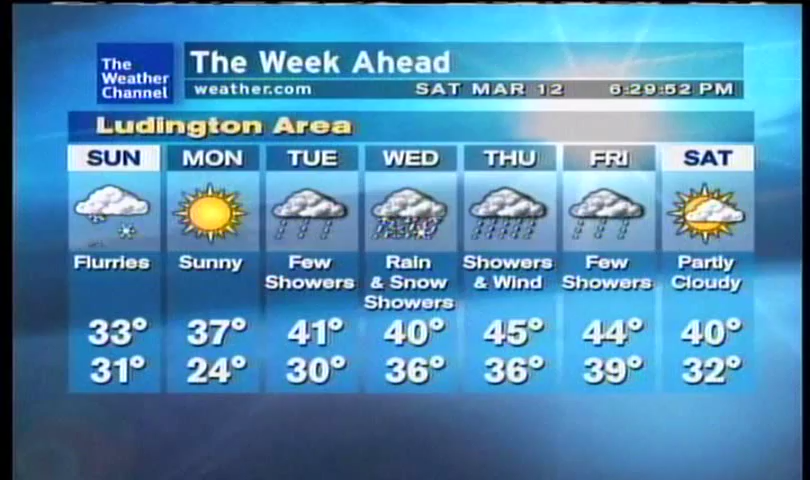 The
Weather
Channel
The Week Ahead
weather.com SAT MAR 12 6:29:52 PM
Ludington Area
SUN MON TUE WED THU FRI SAT
Flurries Sunny Few Showers Rain & Snow Showers Showers & Wind Few Showers Partly Cloudy
33° 37° 41° 40° 45° 44° 40°
31° 24° 30° 36° 36° 39° 32°